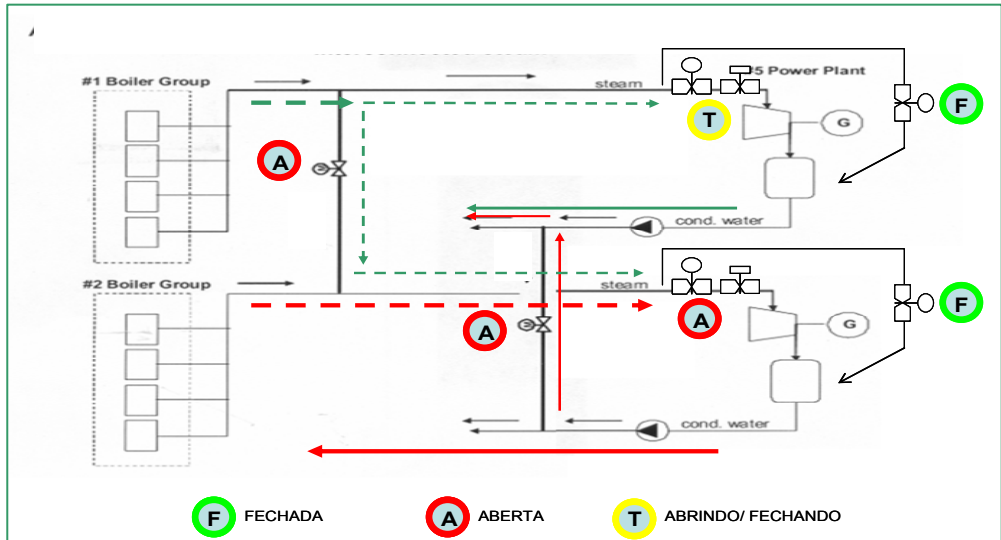 #1 Boiler Group
steam
#5 Power Plant
T
G
F
A
cond. water
#2 Boiler Group
steam
A
A
G
F
cond. water
F FECHADA
A ABERTA
T ABRINDO/ FECHANDO